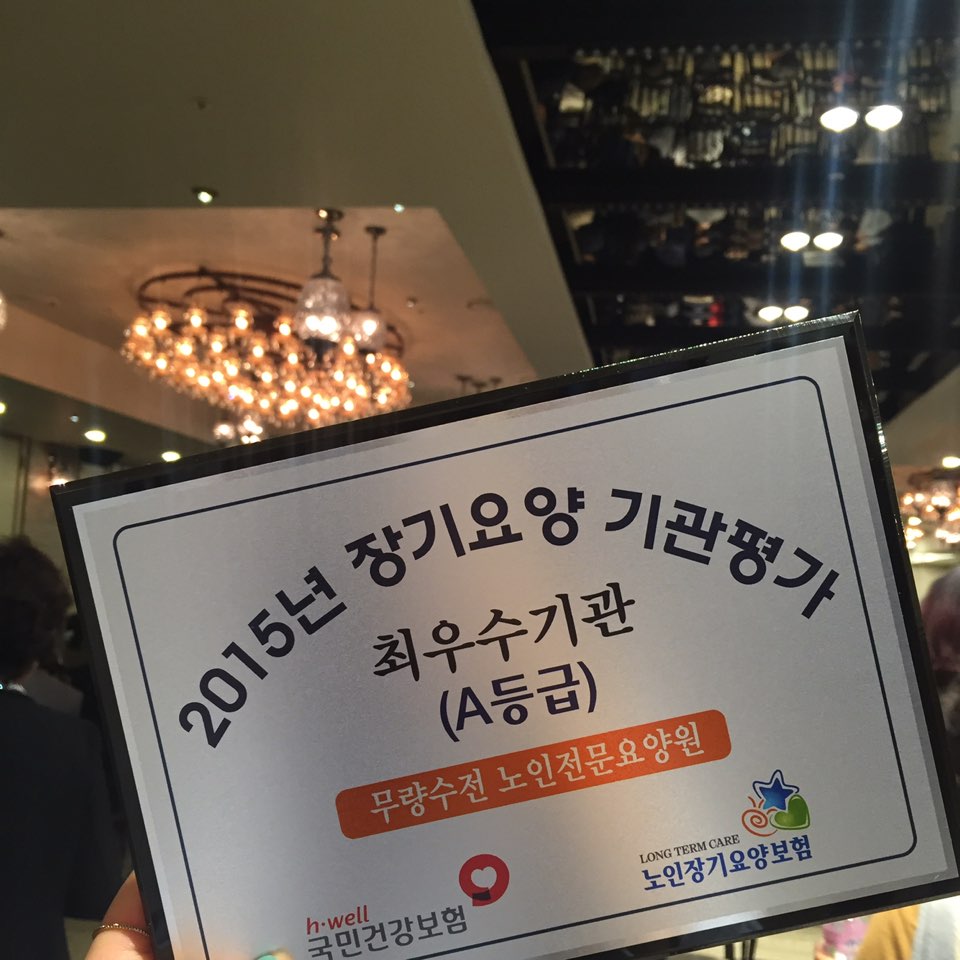 2015년 장기요양 기관평가
최우수기관
(A등급)
무량수전 노인전문요양원
h·well
국민건강보험
LONG TERM CARE
노인장기요양보험